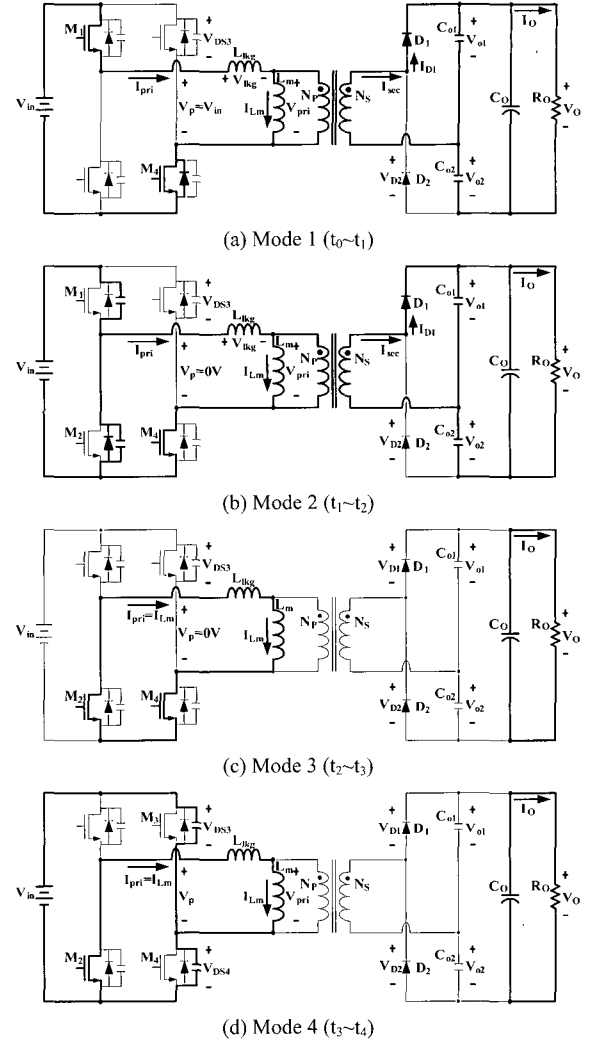 M1
VDS3
Llkg
Vlkg
Ipri
Vin
Vp=Vin
ILm
Lm
Vpri
NP
NS
Isec
D1
ID1
Co1
Vo1
IO
CO
RO
VO
M4
VD2
D2
Co2
Vo2
(a) Mode 1 (t0~t1)
M1
VDS3
Llkg
Vlkg
Ipri
Vin
Vp=0V
ILm
Lm
Vpri
NP
NS
Isec
D1
ID1
Co1
Vo1
IO
CO
RO
VO
M2
M4
VD2
D2
Co2
Vo2
(b) Mode 2 (t1~t2)
VDS3
Llkg
Ipri=ILm
Vin
Vp=0V
ILm
Lm
NP
NS
VD1
D1
Co1
Vo1
IO
CO
RO
VO
M2
M4
VD2
D2
Co2
Vo2
(c) Mode 3 (t2~t3)
M3
VDS3
Llkg
Ipri=ILm
Vin
Vp
ILm
Lm
Vpri
NP
NS
VD1
D1
Co1
Vo1
IO
CO
RO
VO
M2
M4
VDS4
VD2
D2
Co2
Vo2
(d) Mode 4 (t3~t4)